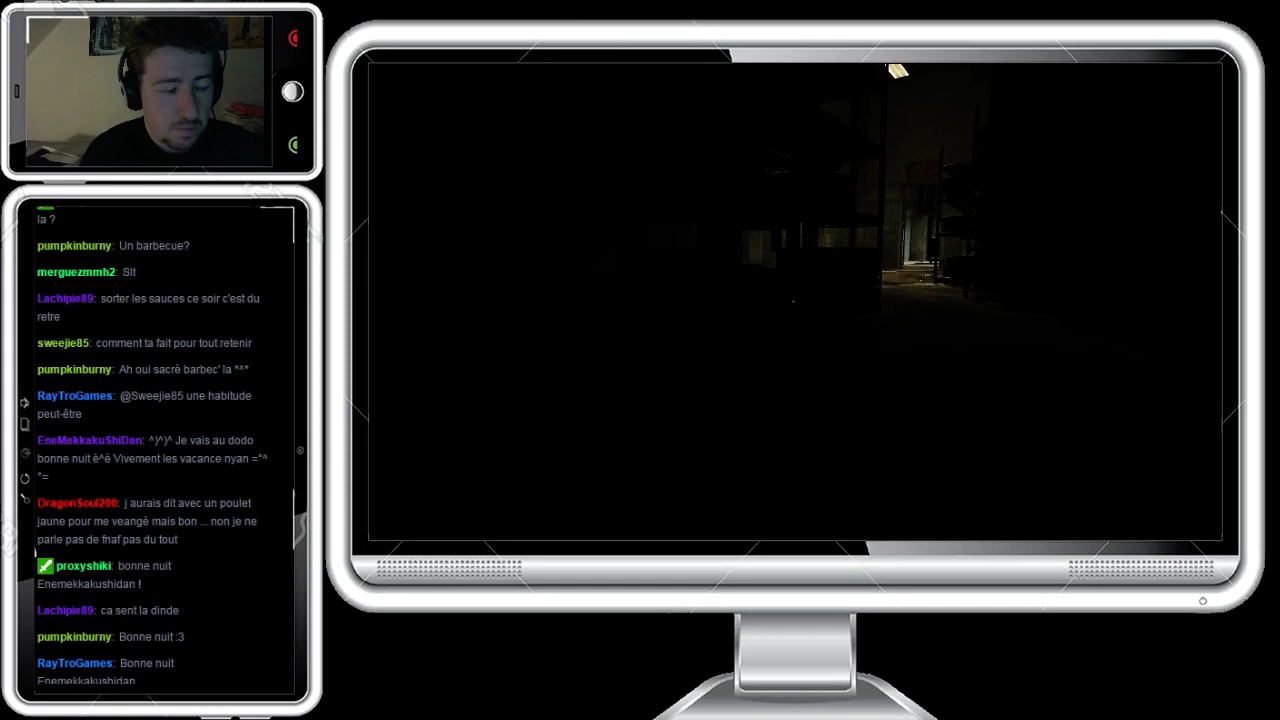 la ?
pumpkinburny: Un barbecue?
merguezmmh2: Slt
Lachipie89: sorter les sauces ce soir c'est du
retre
sweejie85: comment ta fait pour tout retenir
pumpkinburny: Ah oui sacré barbec' la *^*
RayTroGames: @Sweejie85 une habitude
peut-être
EneMekkakuShiDan: ^)^)^ Je vais au dodo
bonne nuit é^é Vivement les vacance nyan ="^
"=
DragonSoul200: j aurais dit avec un poulet
jaune pour me veangé mais bon ... non je ne
parle pas de fnaf pas du tout
proxyshiki: bonne nuit
Enemekkakushidan !
Lachipie89: ca sent la dinde
pumpkinburny: Bonne nuit :3
RayTroGames: Bonne nuit
Enemekkakushidan